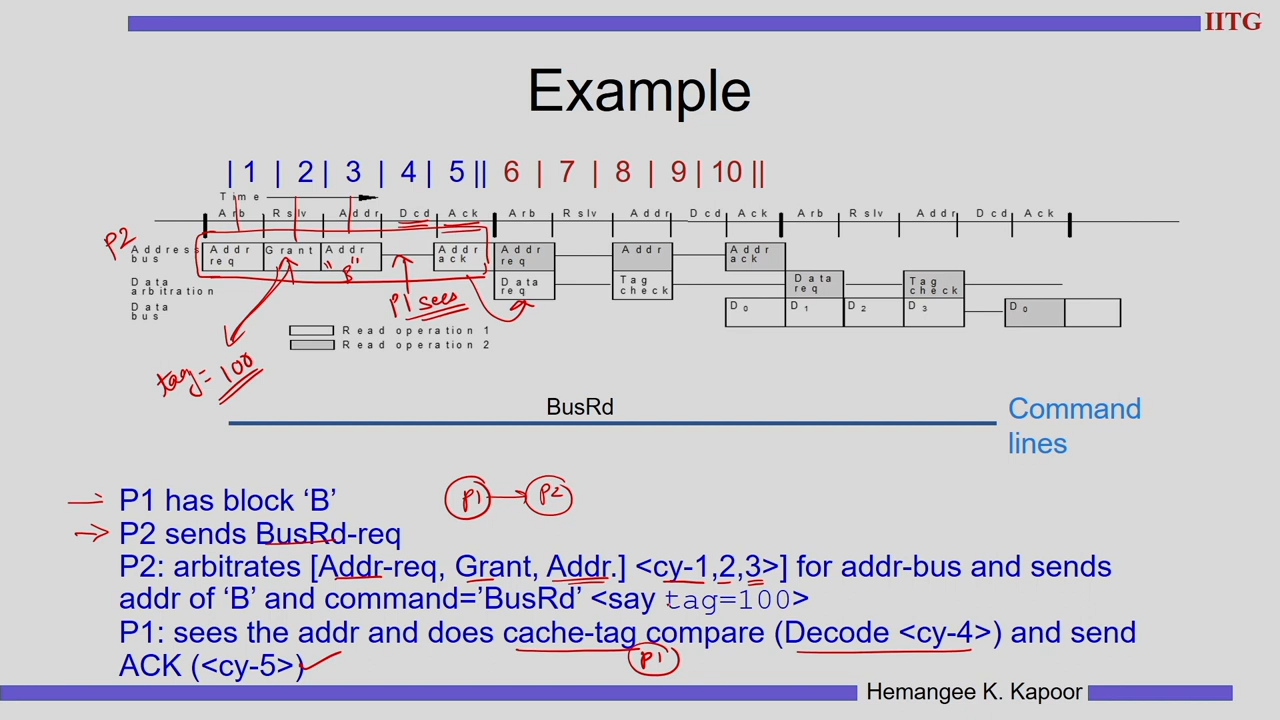 IITG
Example
| 1 | 2 | 3 | 4 | 5 || 6 | 7 | 8 | 9 | 10 ||
Time
Arb Rslv Addr Dcd Ack Arb Rslv Addr Dcd Ack Arb Rslv Addr Dcd Ack
P2
Address bus Addr req Grant Addr Addr ack Addr req Addr Addr ack
"B"
Data arbitration Data req Tag check Data req Tag check
P1 sees
Data bus D0 D1 D2 D3 D0
Read operation 1
Read operation 2
tag = 100
BusRd
Command
lines
P1 has block ‘B’
P1 P2
P2 sends BusRd-req
P2: arbitrates [Addr-req, Grant, Addr.] <cy-1,2,3>] for addr-bus and sends
addr of ‘B’ and command=’BusRd’ <say tag=100>
P1: sees the addr and does cache-tag compare (Decode <cy-4>) and send
ACK (<cy-5>)
P1
Hemangee K. Kapoor